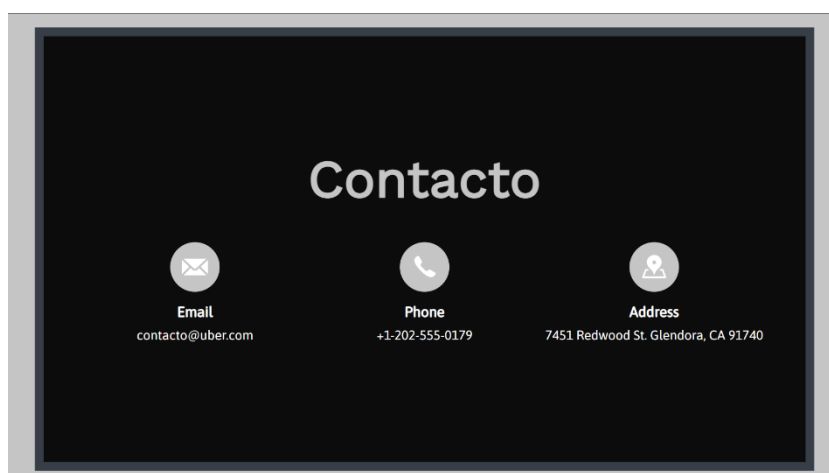 Contacto
Email
contacto@uber.com
Phone
+1-202-555-0179
Address
7451 Redwood St. Glendora, CA 91740